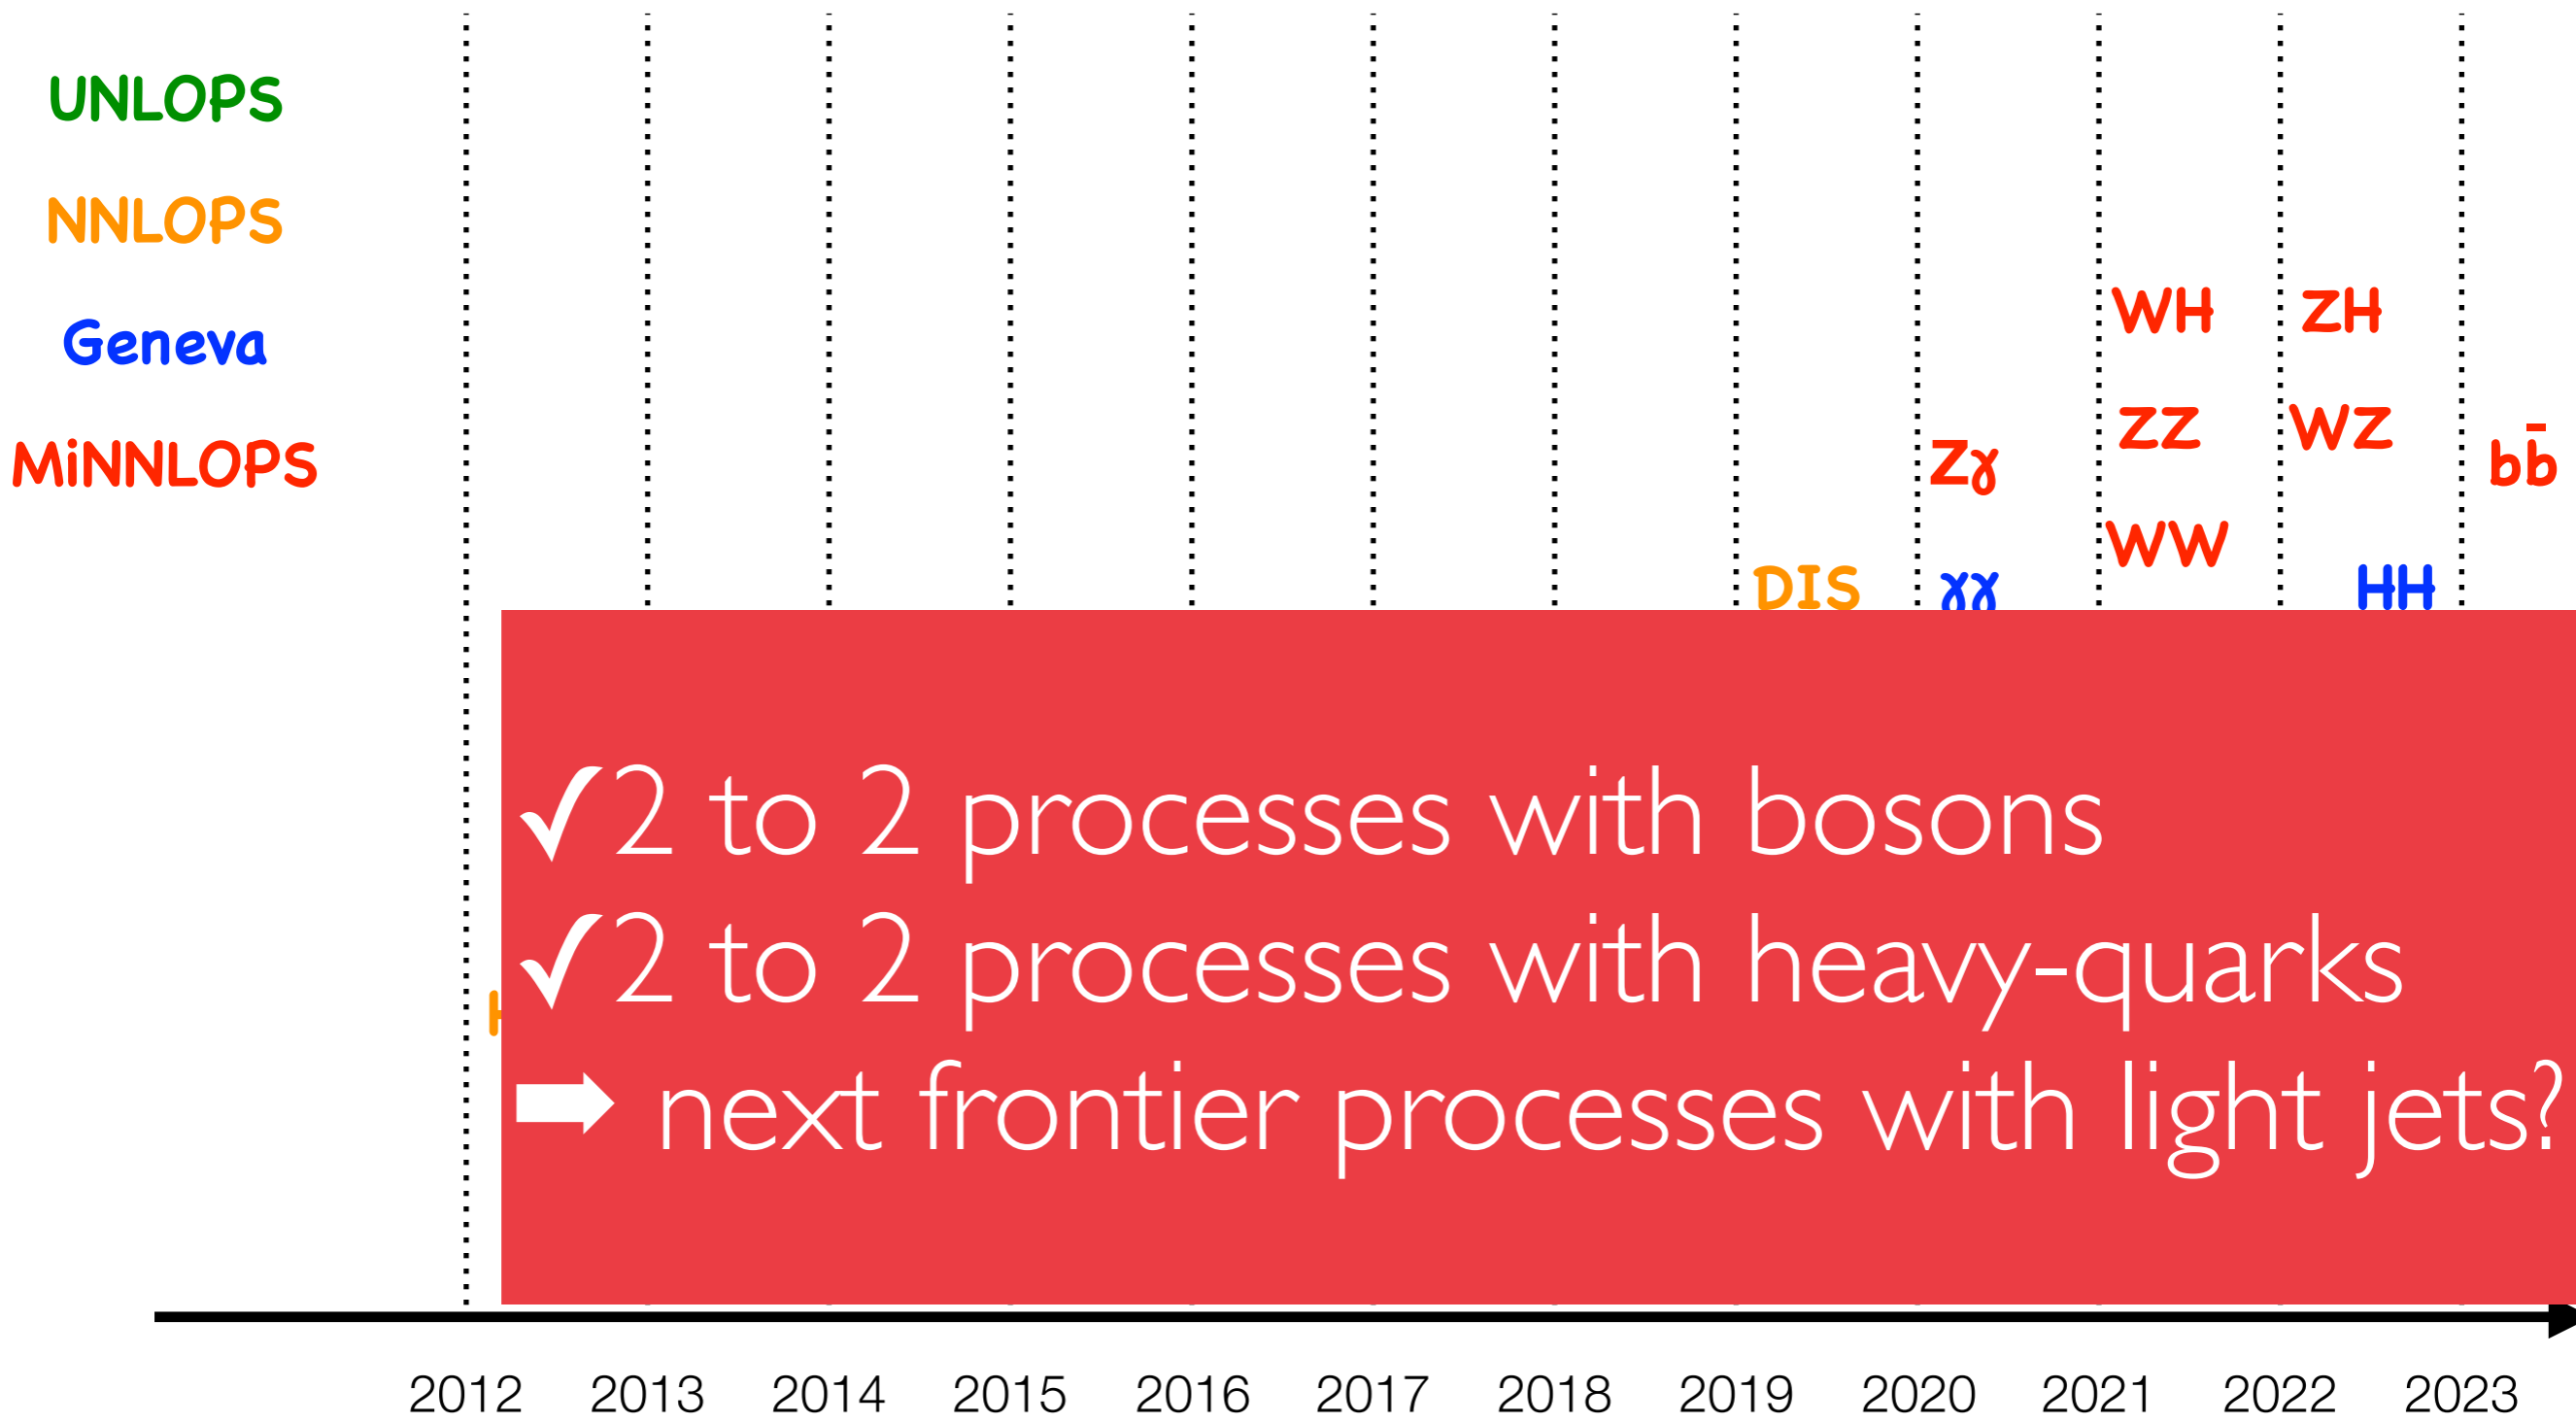 UNLOPS
NNLOPS
Geneva
WH ZH
MiNNLOPS
ZZ WZ
Zγ bb̄
WW
DIS γγ HH
✓2 to 2 processes with bosons
✓2 to 2 processes with heavy-quarks
➡ next frontier processes with light jets?
2012 2013 2014 2015 2016 2017 2018 2019 2020 2021 2022 2023